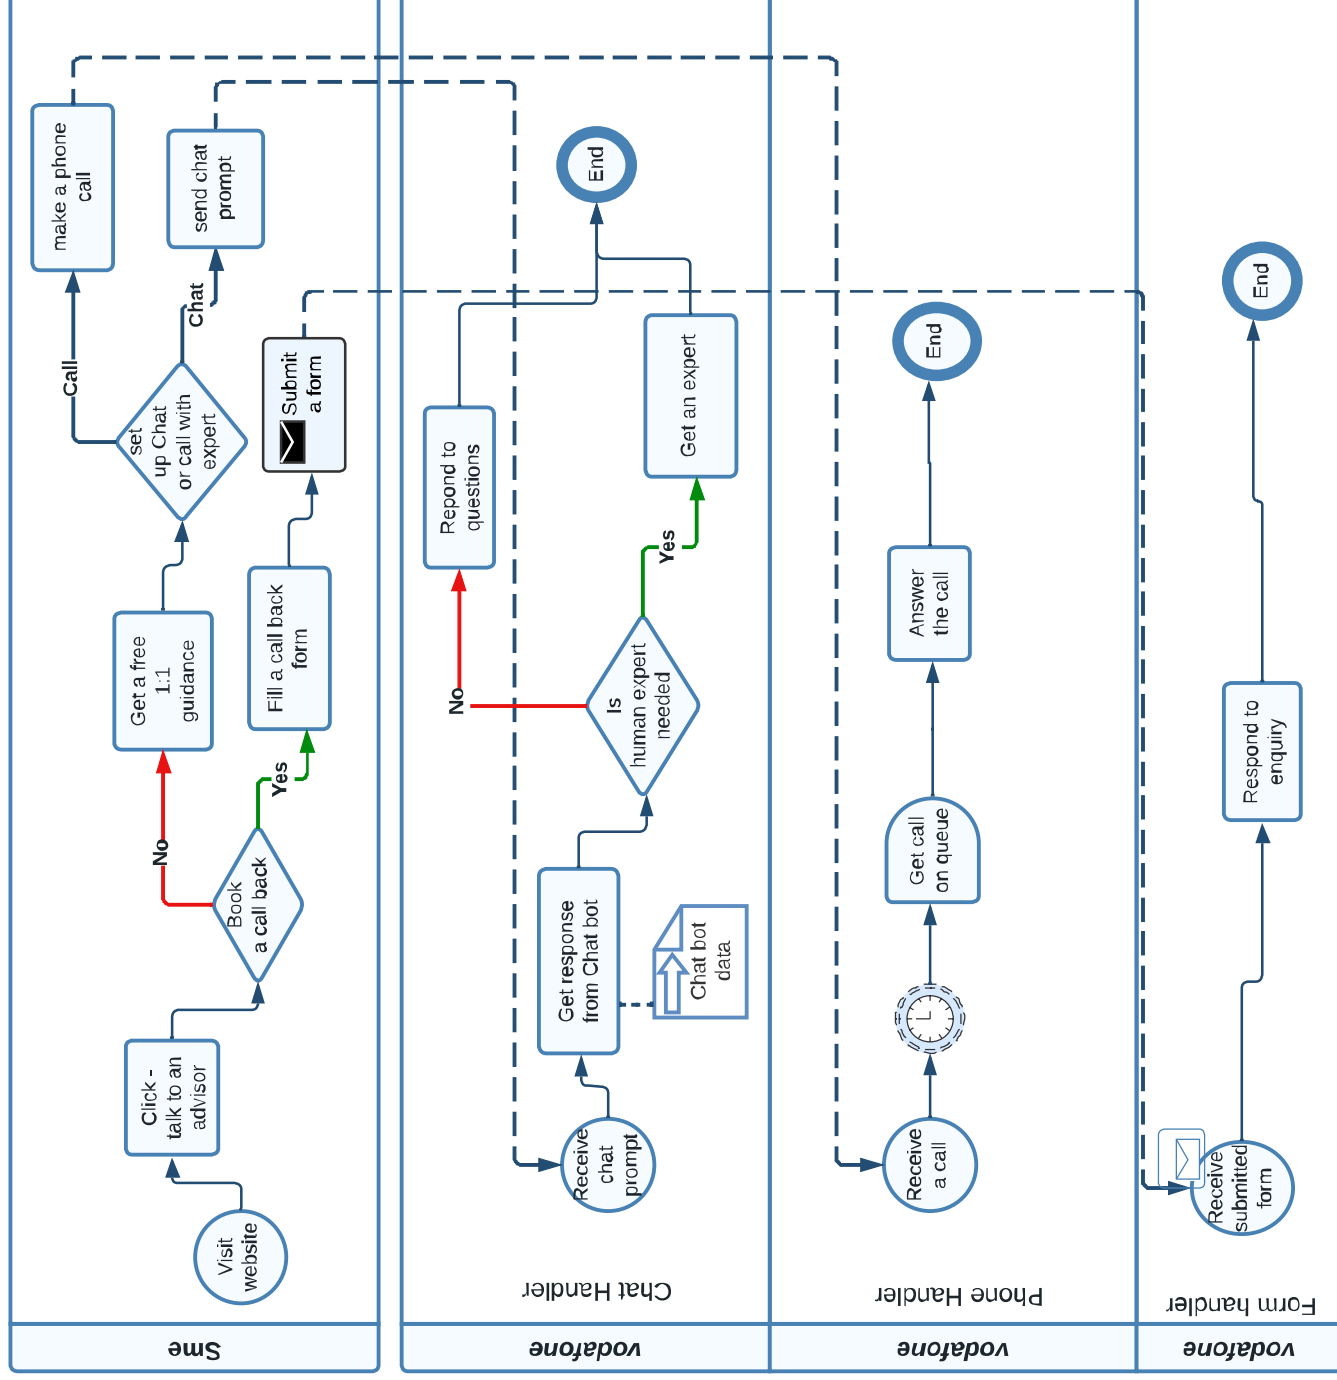 Sme
Visit
website
Click -
talk to an
advisor
Book
a call back
No
Yes
Get a free
1:1
guidance
Fill a call back
form
set
up Chat
or call with
expert
Submit
a form
Call
Chat
make a phone
call
send chat
prompt
vodafone
Chat Handler
Receive
chat
prompt
Get response
from Chat bot
Chat bot
data
Is
human expert
needed
No
Yes
Repond to
questions
Get an expert
End
vodafone
Phone Handler
Receive
a call
Get call
on queue
Answer
the call
End
vodafone
Form handler
Receive
submitted
form
Respond to
enquiry
End